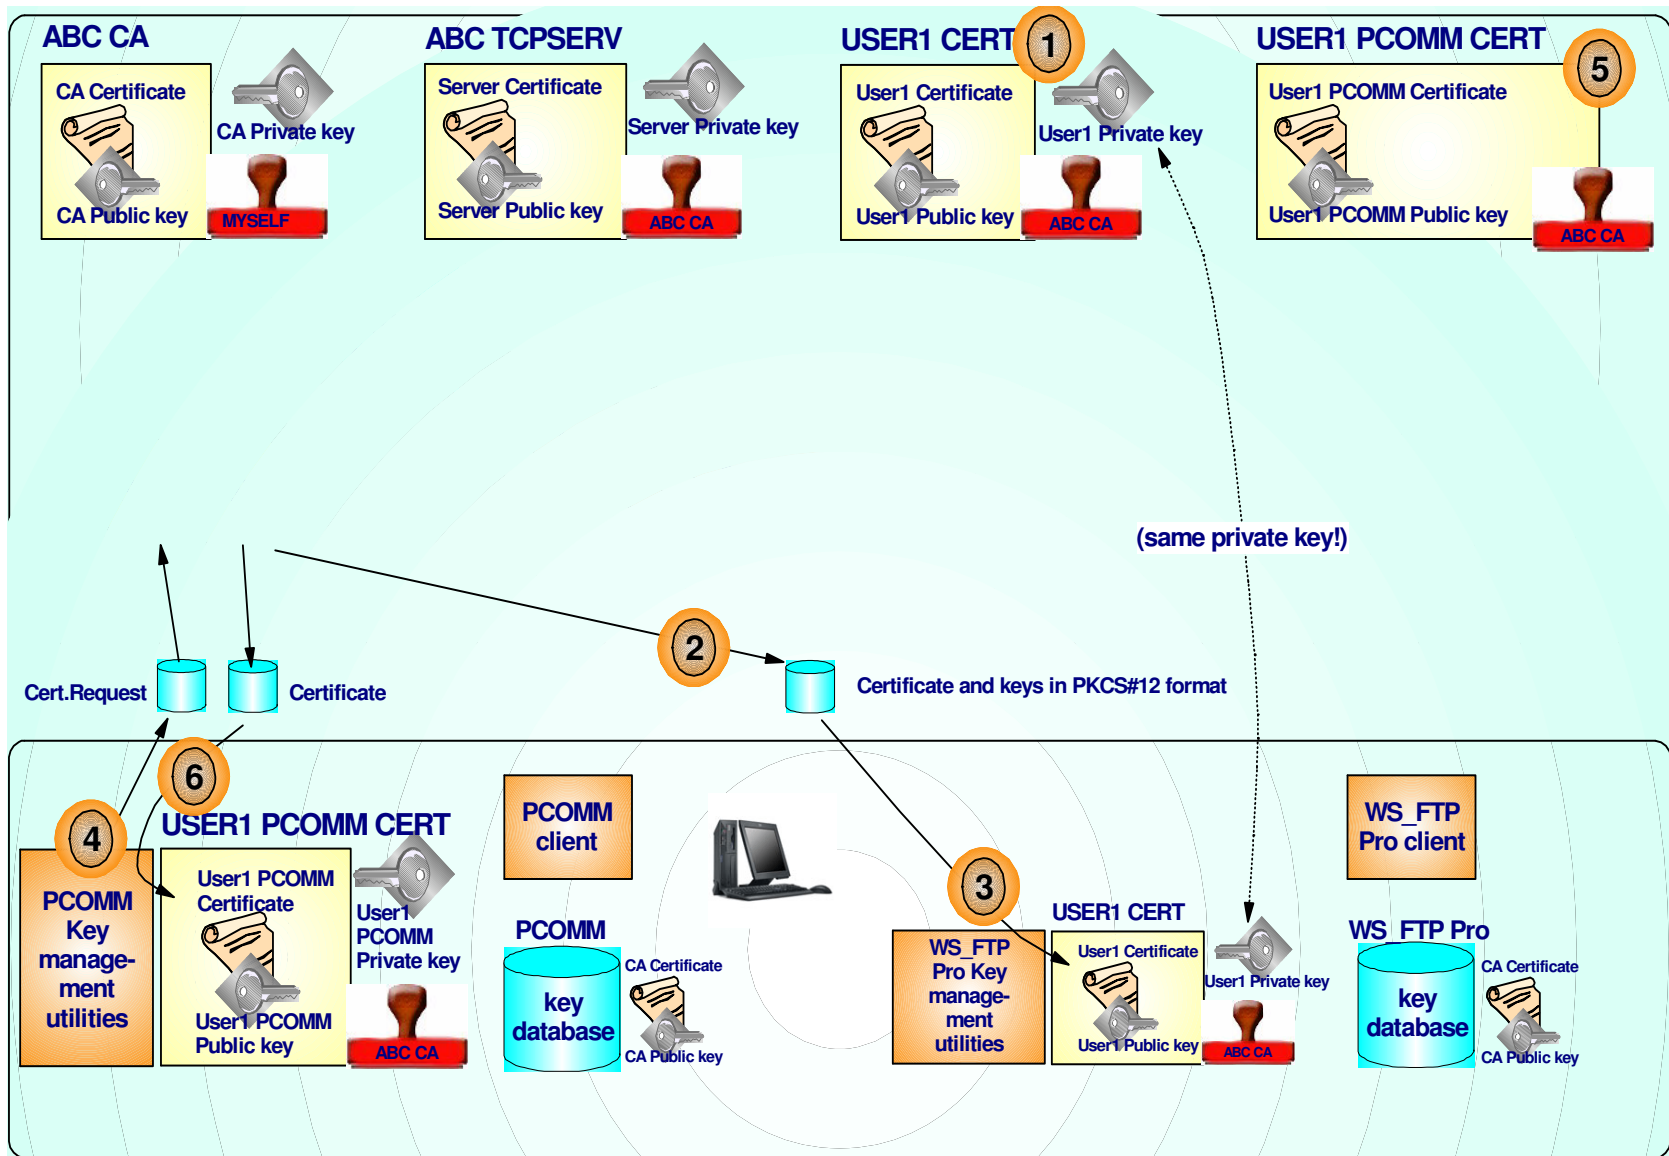 ABC CA
CA Certificate
CA Private key
CA Public key
MYSELF
ABC TCPSERV
Server Certificate
Server Private key
Server Public key
ABC CA
USER1 CERT
1
User1 Certificate
User1 Private key
User1 Public key
ABC CA
USER1 PCOMM CERT
5
User1 PCOMM Certificate
User1 PCOMM Public key
ABC CA
(same private key!)
2
Cert.Request
Certificate
Certificate and keys in PKCS#12 format
6
4
PCOMM
Key
manage-
ment
utilities
USER1 PCOMM CERT
User1 PCOMM
Certificate
User1
PCOMM
Private key
User1 PCOMM
Public key
ABC CA
PCOMM
client
PCOMM
key
database
CA Certificate
CA Public key
3
WS_FTP
Pro Key
manage-
ment
utilities
USER1 CERT
User1 Certificate
User1 Private key
User1 Public key
ABC CA
WS_FTP
Pro client
WS_FTP Pro
key
database
CA Certificate
CA Public key